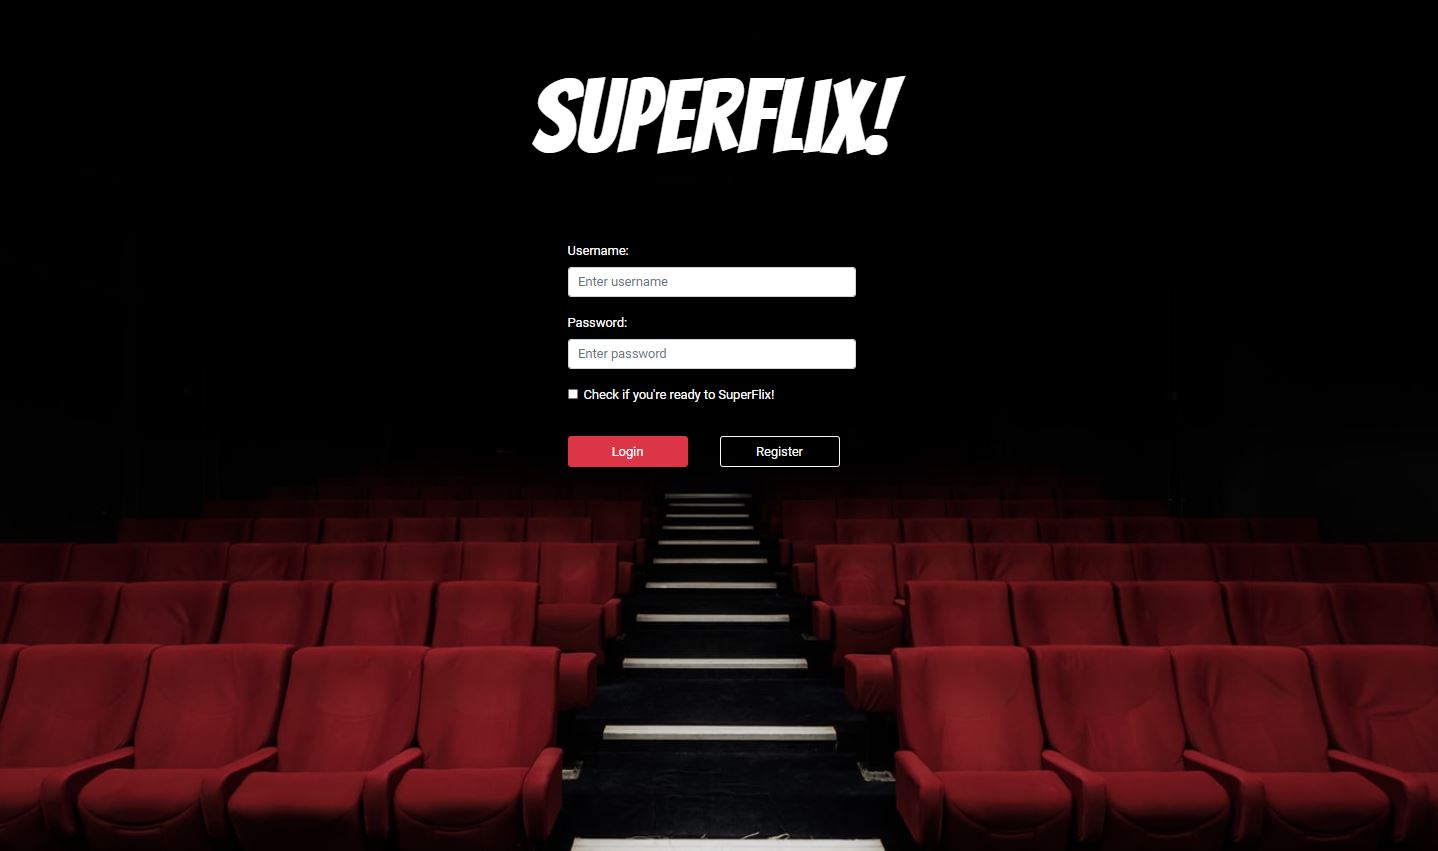 SUPERFLIX!
Username:
Enter username
Password:
Enter password
Check if you're ready to SuperFlix!
Login Register